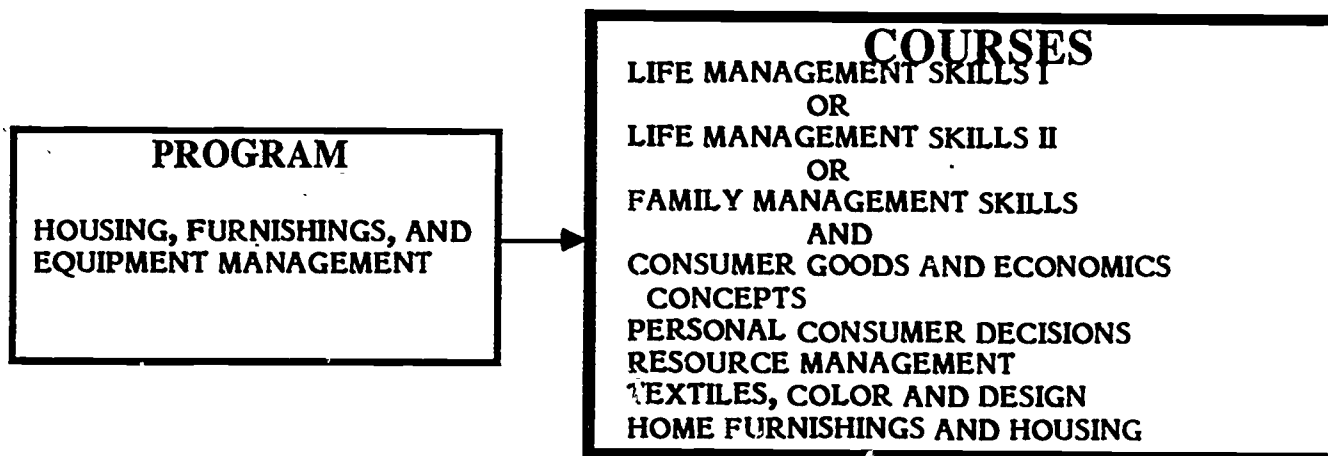 PROGRAM
HOUSING, FURNISHINGS, AND
EQUIPMENT MANAGEMENT
COURSES
LIFE MANAGEMENT SKILLS I
OR
LIFE MANAGEMENT SKILLS II
OR
FAMILY MANAGEMENT SKILLS
AND
CONSUMER GOODS AND ECONOMICS
CONCEPTS
PERSONAL CONSUMER DECISIONS
RESOURCE MANAGEMENT
TEXTILES, COLOR AND DESIGN
HOME FURNISHINGS AND HOUSING